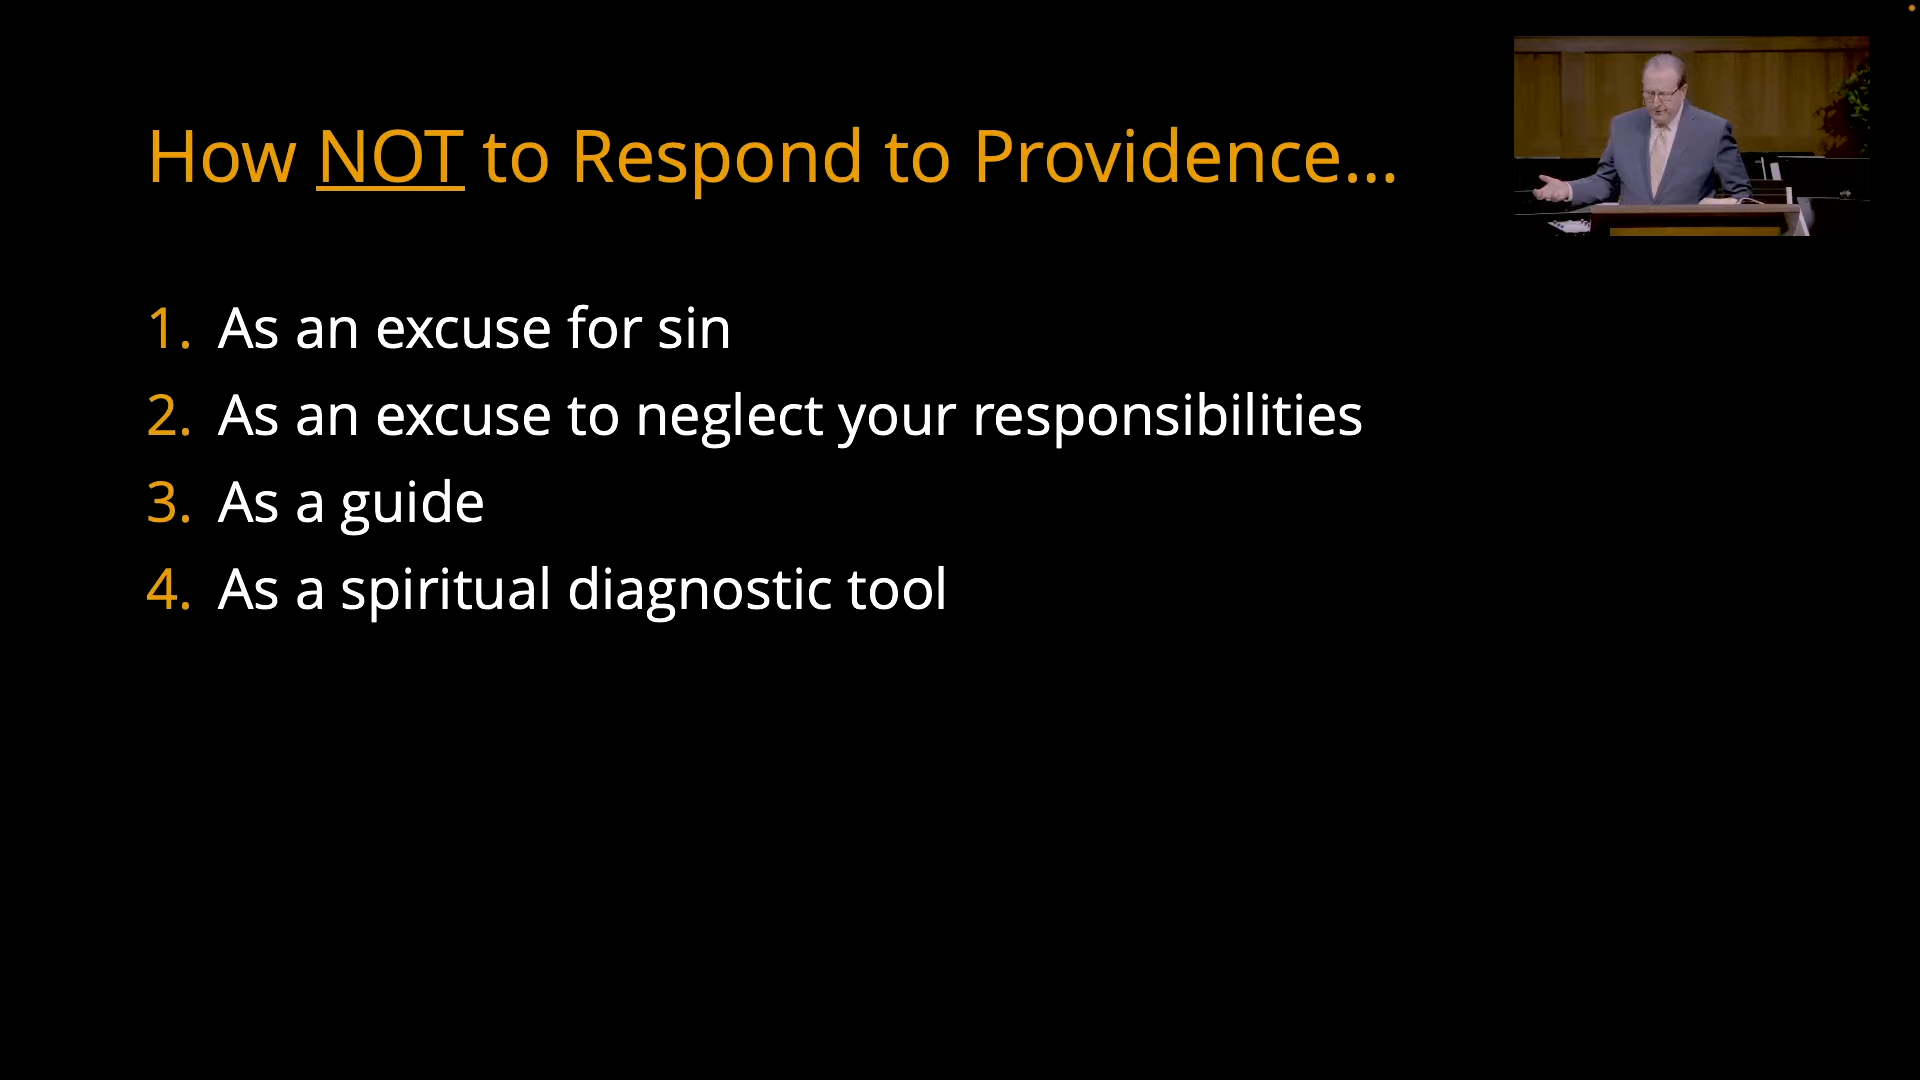 How NOT to Respond to Providence...
1. As an excuse for sin
2. As an excuse to neglect your responsibilities
3. As a guide
4. As a spiritual diagnostic tool